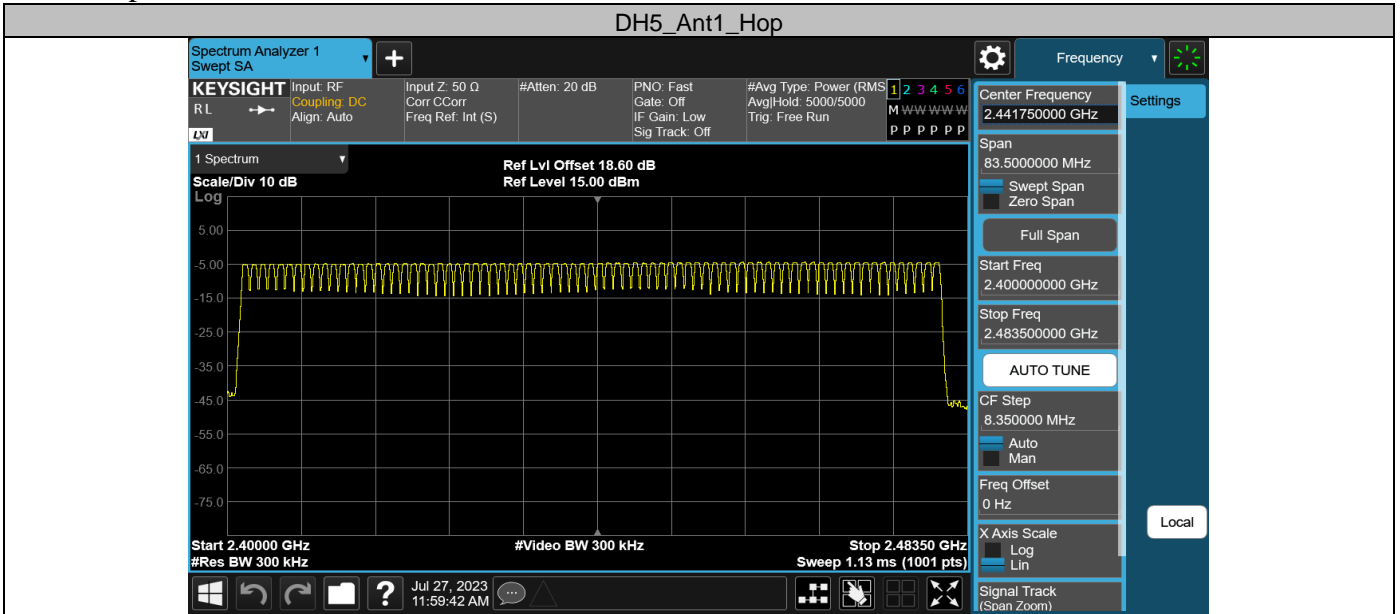 DH5_Ant1_Hop
Spectrum Analyzer 1
Swept SA
Frequency
KEYSIGHT
R L
LXI
Input: RF
Coupling: DC
Align: Auto
Input Z: 50 Ω
Corr CCorr
Freq Ref: Int (S)
#Atten: 20 dB
PNO: Fast
Gate: Off
IF Gain: Low
Sig Track: Off
#Avg Type: Power (RMS
Avg|Hold: 5000/5000
Trig: Free Run
1 2 3 4 5 6
M W W W W W
P P P P P P
1 Spectrum
Scale/Div 10 dB
Ref Lvl Offset 18.60 dB
Ref Level 15.00 dBm
Log
5.00
-5.00
-15.0
-25.0
-35.0
-45.0
-55.0
-65.0
-75.0
Start 2.40000 GHz
#Res BW 300 kHz
#Video BW 300 kHz
Stop 2.48350 GHz
Sweep 1.13 ms (1001 pts)
Jul 27, 2023
11:59:42 AM
Center Frequency
2.441750000 GHz
Span
83.5000000 MHz
Swept Span
Zero Span
Full Span
Start Freq
2.400000000 GHz
Stop Freq
2.483500000 GHz
AUTO TUNE
CF Step
8.350000 MHz
Auto
Man
Freq Offset
0 Hz
X Axis Scale
Log
Lin
Signal Track
(Span Zoom)
Settings
Local